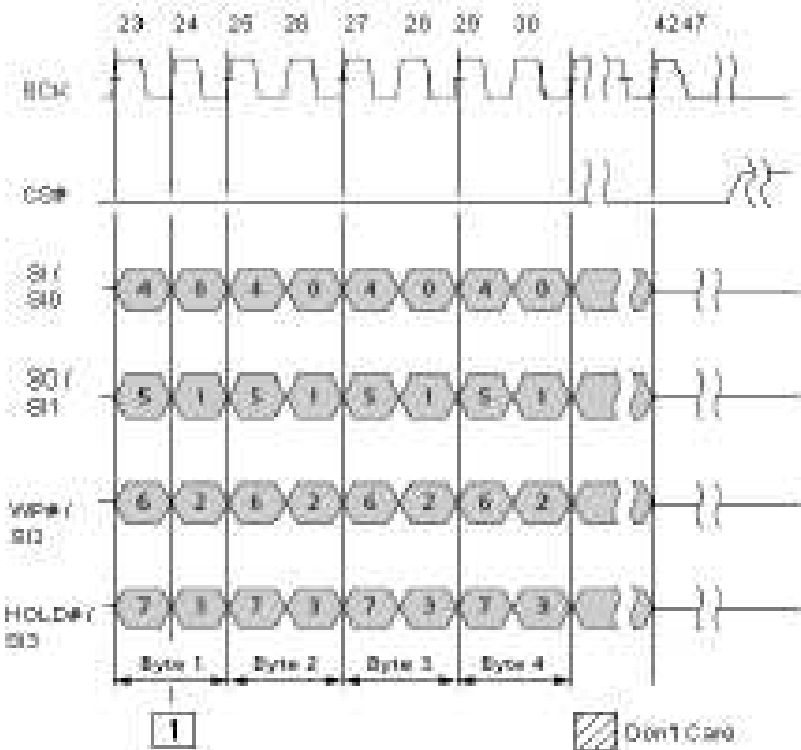 23 24 25 26 27 28 29 30 4247
SCK
CS#
SI /
SI0
4 0 4 0 4 0 4 0
SO /
SI1
5 1 5 1 5 1 5 1
WP# /
SI2
6 2 6 2 6 2 6 2
HOLD# /
SI3
7 3 7 3 7 3 7 3
Byte 1 Byte 2 Byte 3 Byte 4
1
Don't Care